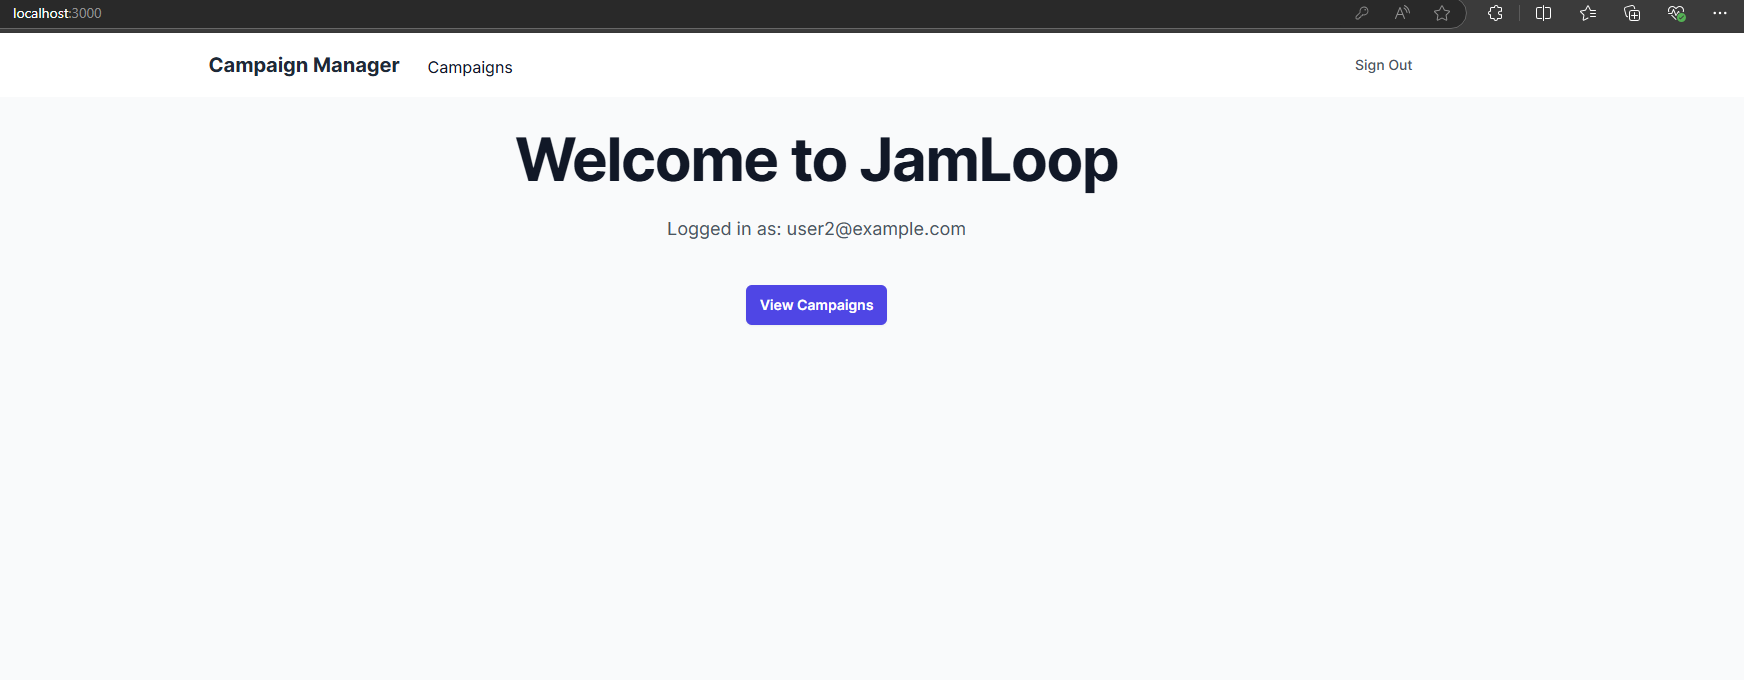 localhost:3000
Campaign Manager Campaigns Sign Out
Welcome to JamLoop
Logged in as: user2@example.com
View Campaigns